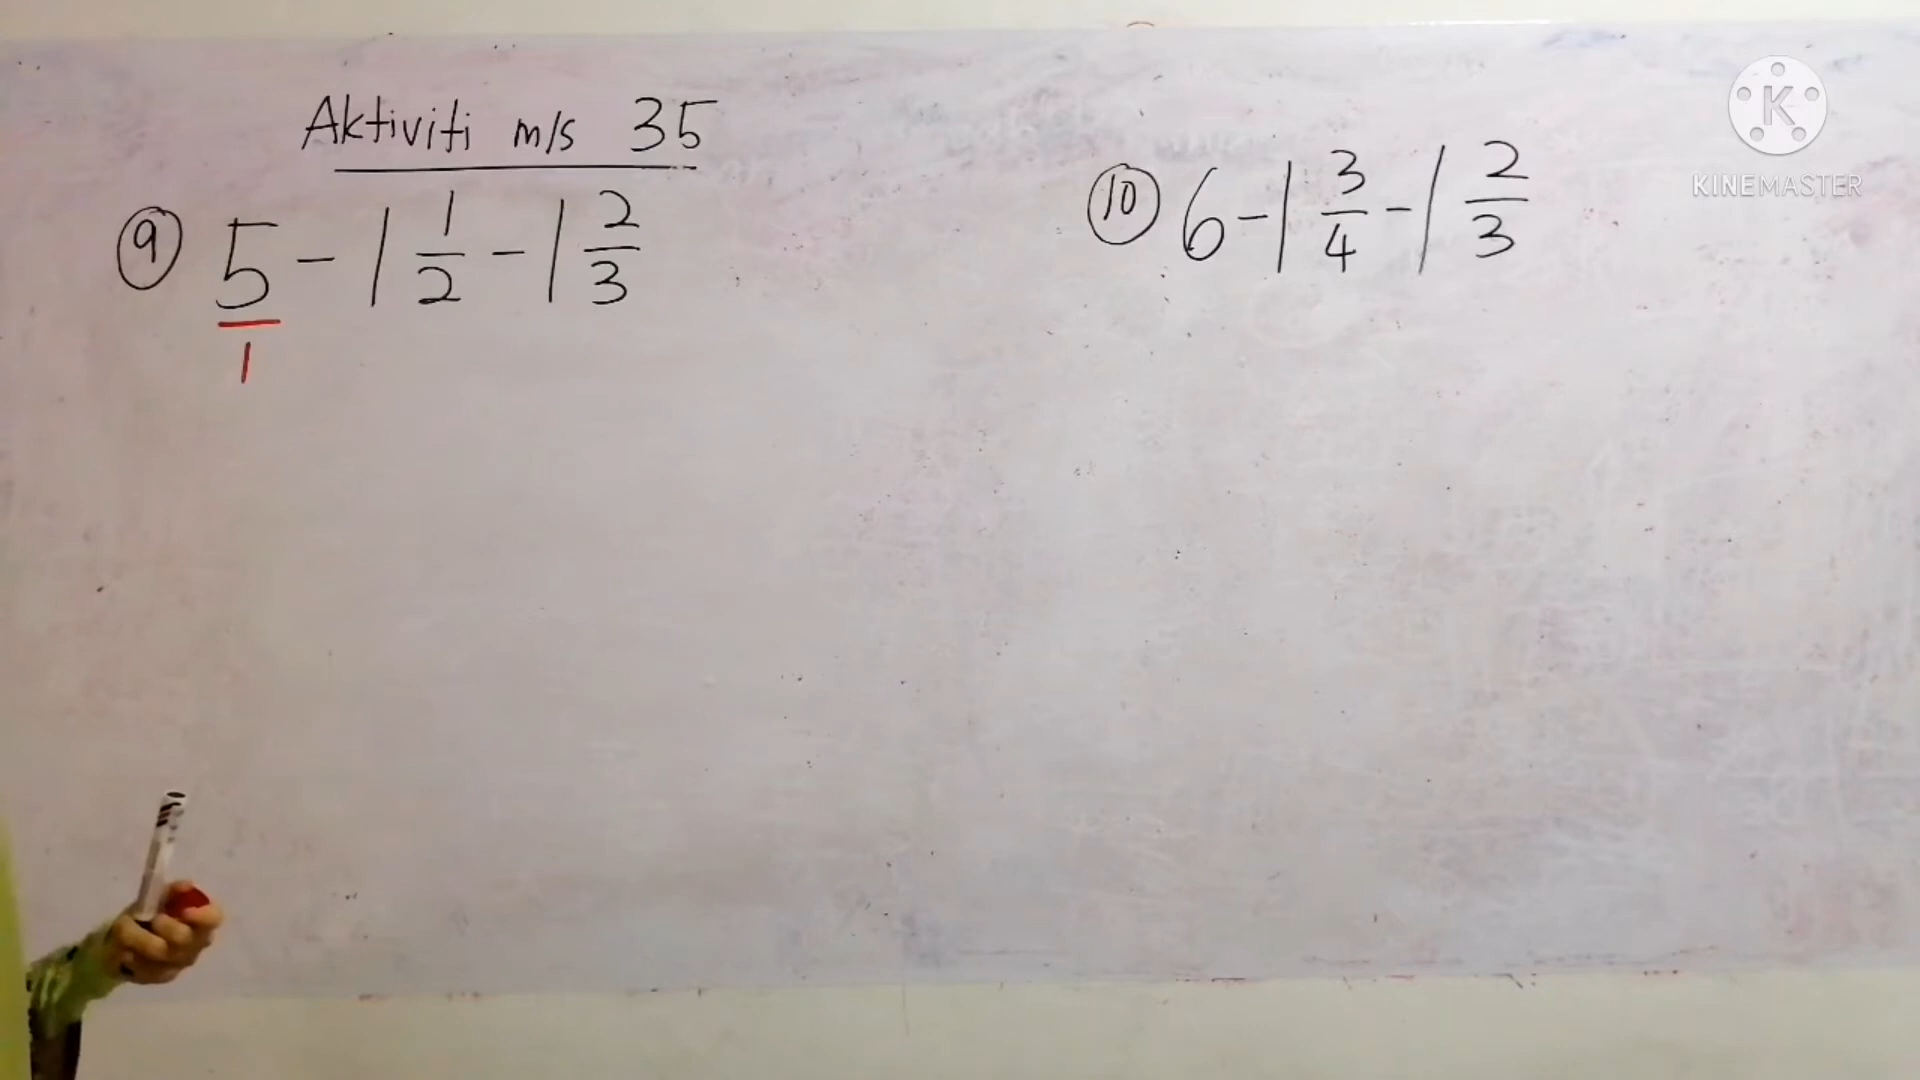 Aktiviti m/s 35
⑨ 5/1 - 1 1/2 - 1 2/3
⑩ 6 - 1 3/4 - 1 2/3
K
KINEMASTER